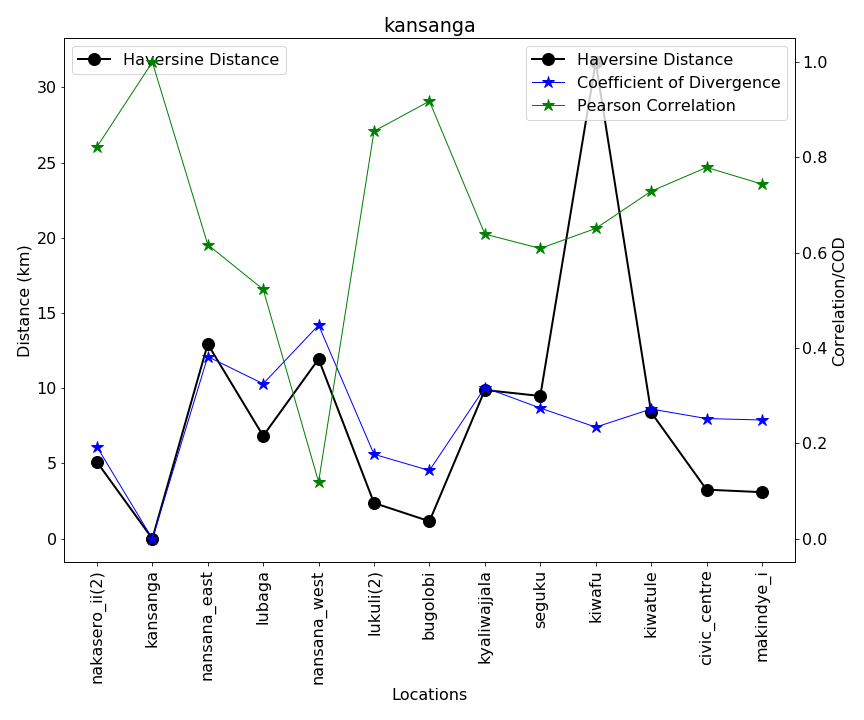 kansanga
Haversine Distance
Haversine Distance
Coefficient of Divergence
Pearson Correlation
Distance (km)
30
25
20
15
10
5
0
Correlation/COD
1.0
0.8
0.6
0.4
0.2
0.0
nakasero_ii(2)
kansanga
nansana_east
lubaga
nansana_west
lukuli(2)
bugolobi
kyaliwajjala
seguku
kiwafu
kiwatule
civic_centre
makindye_i
Locations